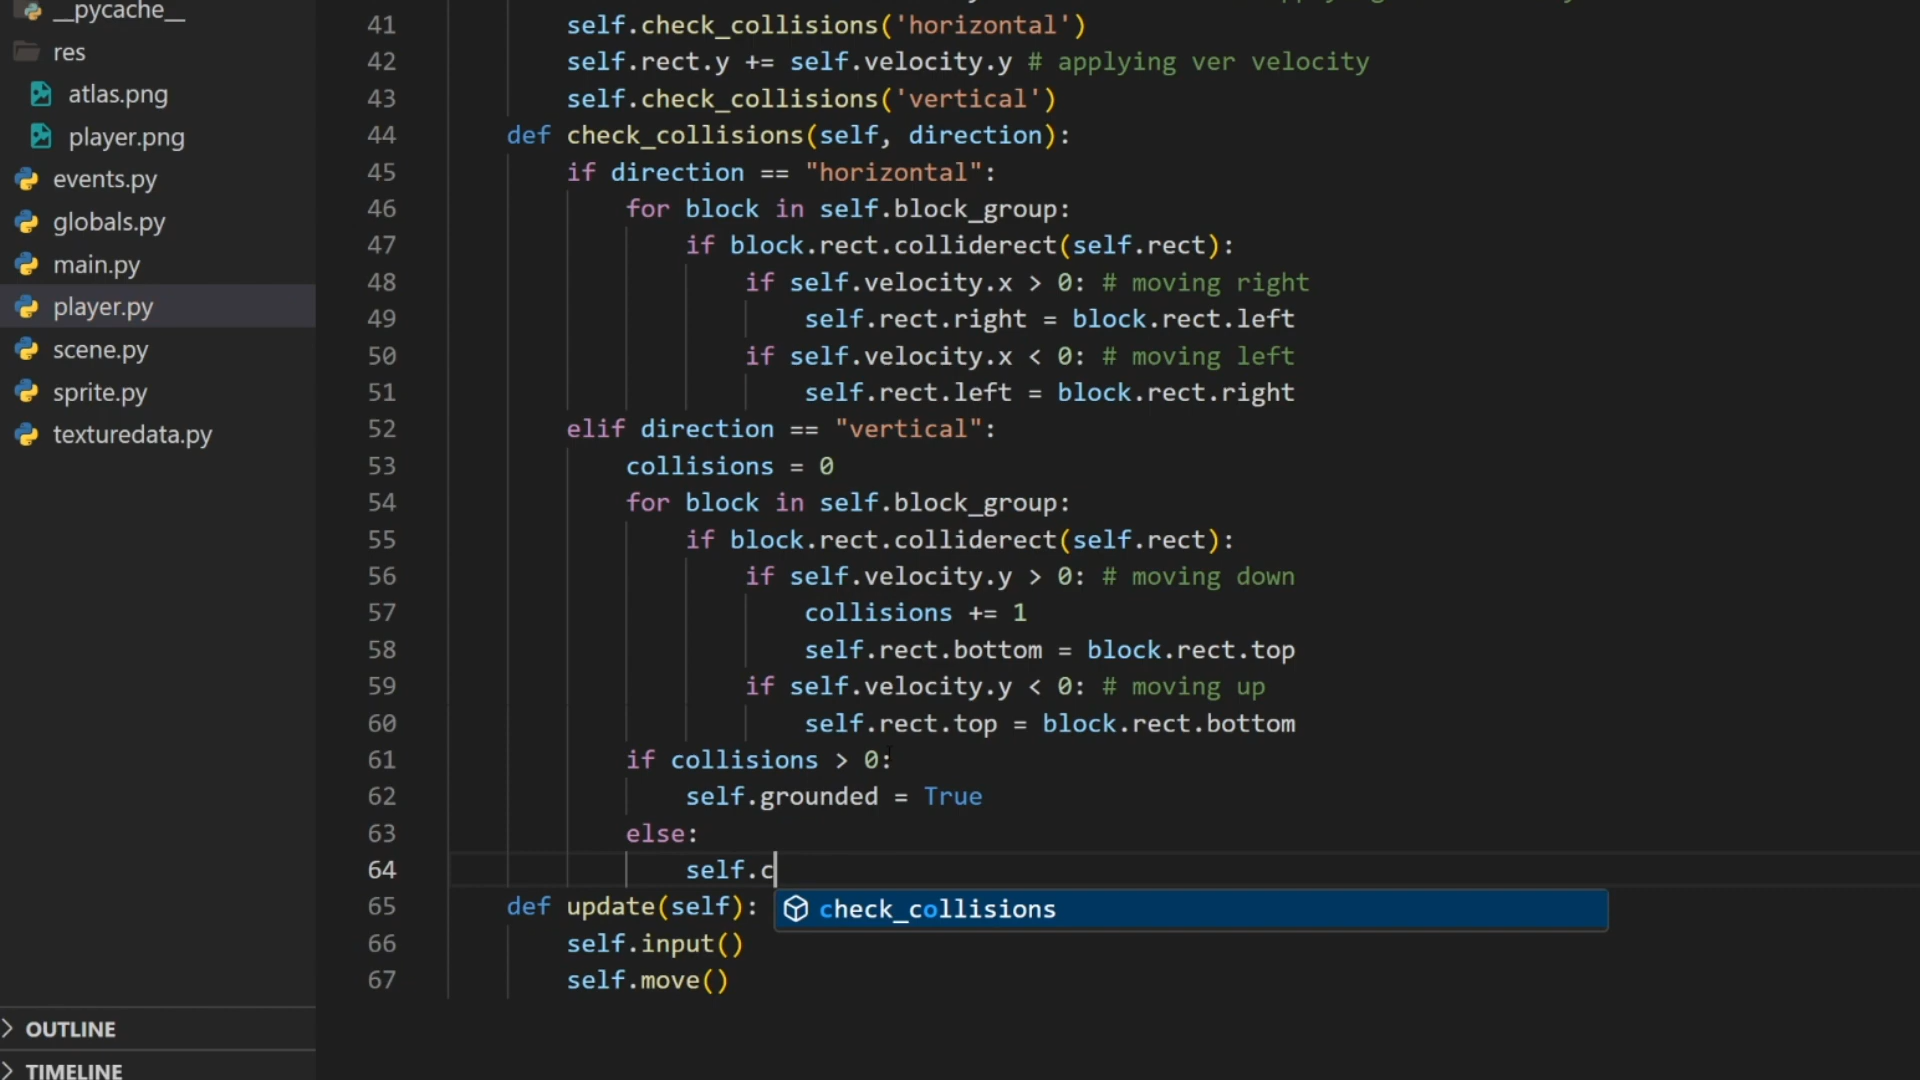 __pycache__
res
atlas.png
player.png
events.py
globals.py
main.py
player.py
scene.py
sprite.py
texturedata.py
OUTLINE
TIMELINE
41 self.check_collisions('horizontal')
42 self.rect.y += self.velocity.y # applying ver velocity
43 self.check_collisions('vertical')
44 def check_collisions(self, direction):
45 if direction == "horizontal":
46 for block in self.block_group:
47 if block.rect.colliderect(self.rect):
48 if self.velocity.x > 0: # moving right
49 self.rect.right = block.rect.left
50 if self.velocity.x < 0: # moving left
51 self.rect.left = block.rect.right
52 elif direction == "vertical":
53 collisions = 0
54 for block in self.block_group:
55 if block.rect.colliderect(self.rect):
56 if self.velocity.y > 0: # moving down
57 collisions += 1
58 self.rect.bottom = block.rect.top
59 if self.velocity.y < 0: # moving up
60 self.rect.top = block.rect.bottom
61 if collisions > 0:
62 self.grounded = True
63 else:
64 self.c
65 def update(self):
check_collisions
66 self.input()
67 self.move()